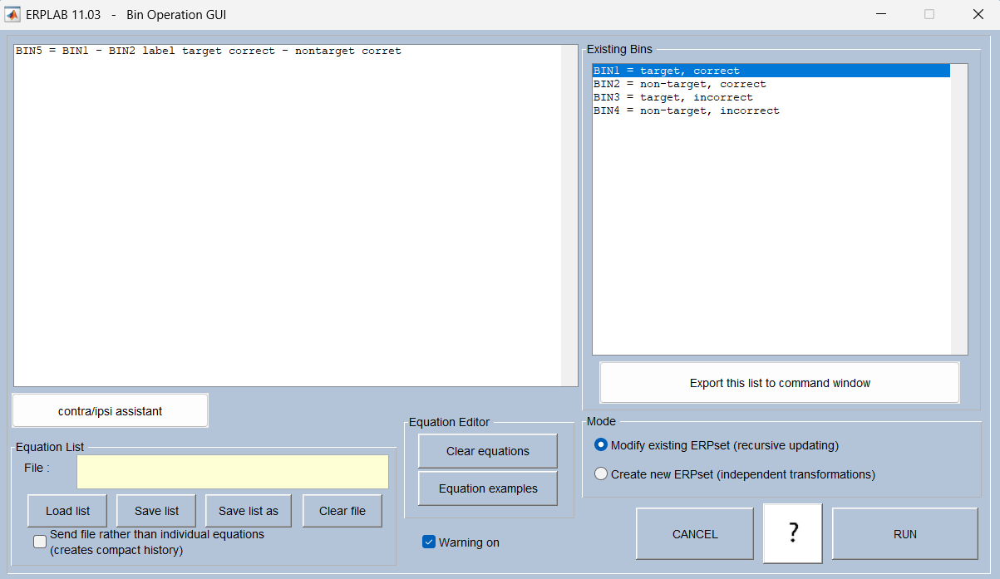 ERPLAB 11.03   -   Bin Operation GUI
BIN5 = BIN1 - BIN2 label target correct - nontarget corret
Existing Bins
BIN1 = target, correct
BIN2 = non-target, correct
BIN3 = target, incorrect
BIN4 = non-target, incorrect
Export this list to command window
contra/ipsi assistant
Equation List
File :
Load list
Save list
Save list as
Clear file
Send file rather than individual equations
(creates compact history)
Equation Editor
Clear equations
Equation examples
Warning on
Mode
Modify existing ERPset (recursive updating)
Create new ERPset (independent transformations)
CANCEL
?
RUN